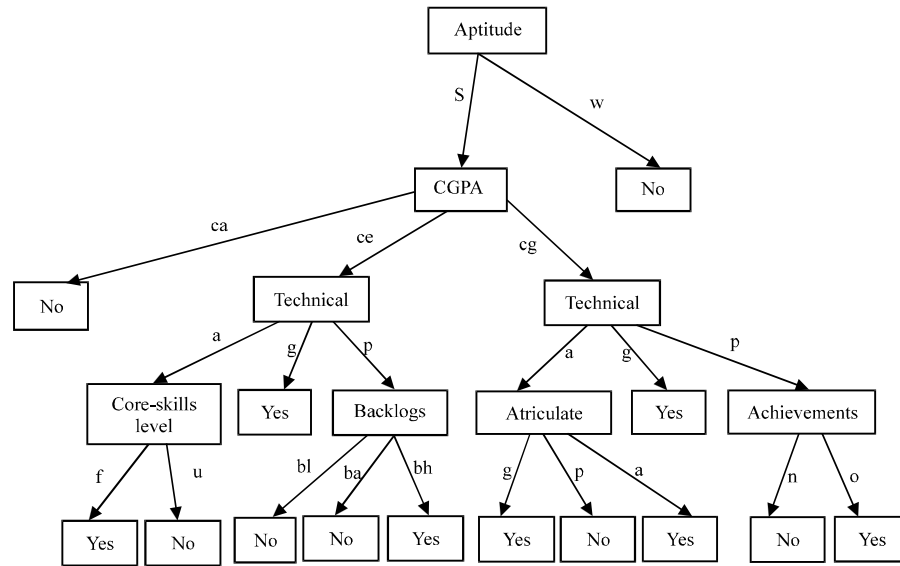 Aptitude
S
w
CGPA
No
ca
ce
cg
No
Technical
Technical
a
g
p
a
g
p
Core-skills
level
Yes
Backlogs
Atriculate
Yes
Achievements
f
u
bl
ba
bh
g
p
a
n
o
Yes
No
No
No
Yes
Yes
No
Yes
No
Yes